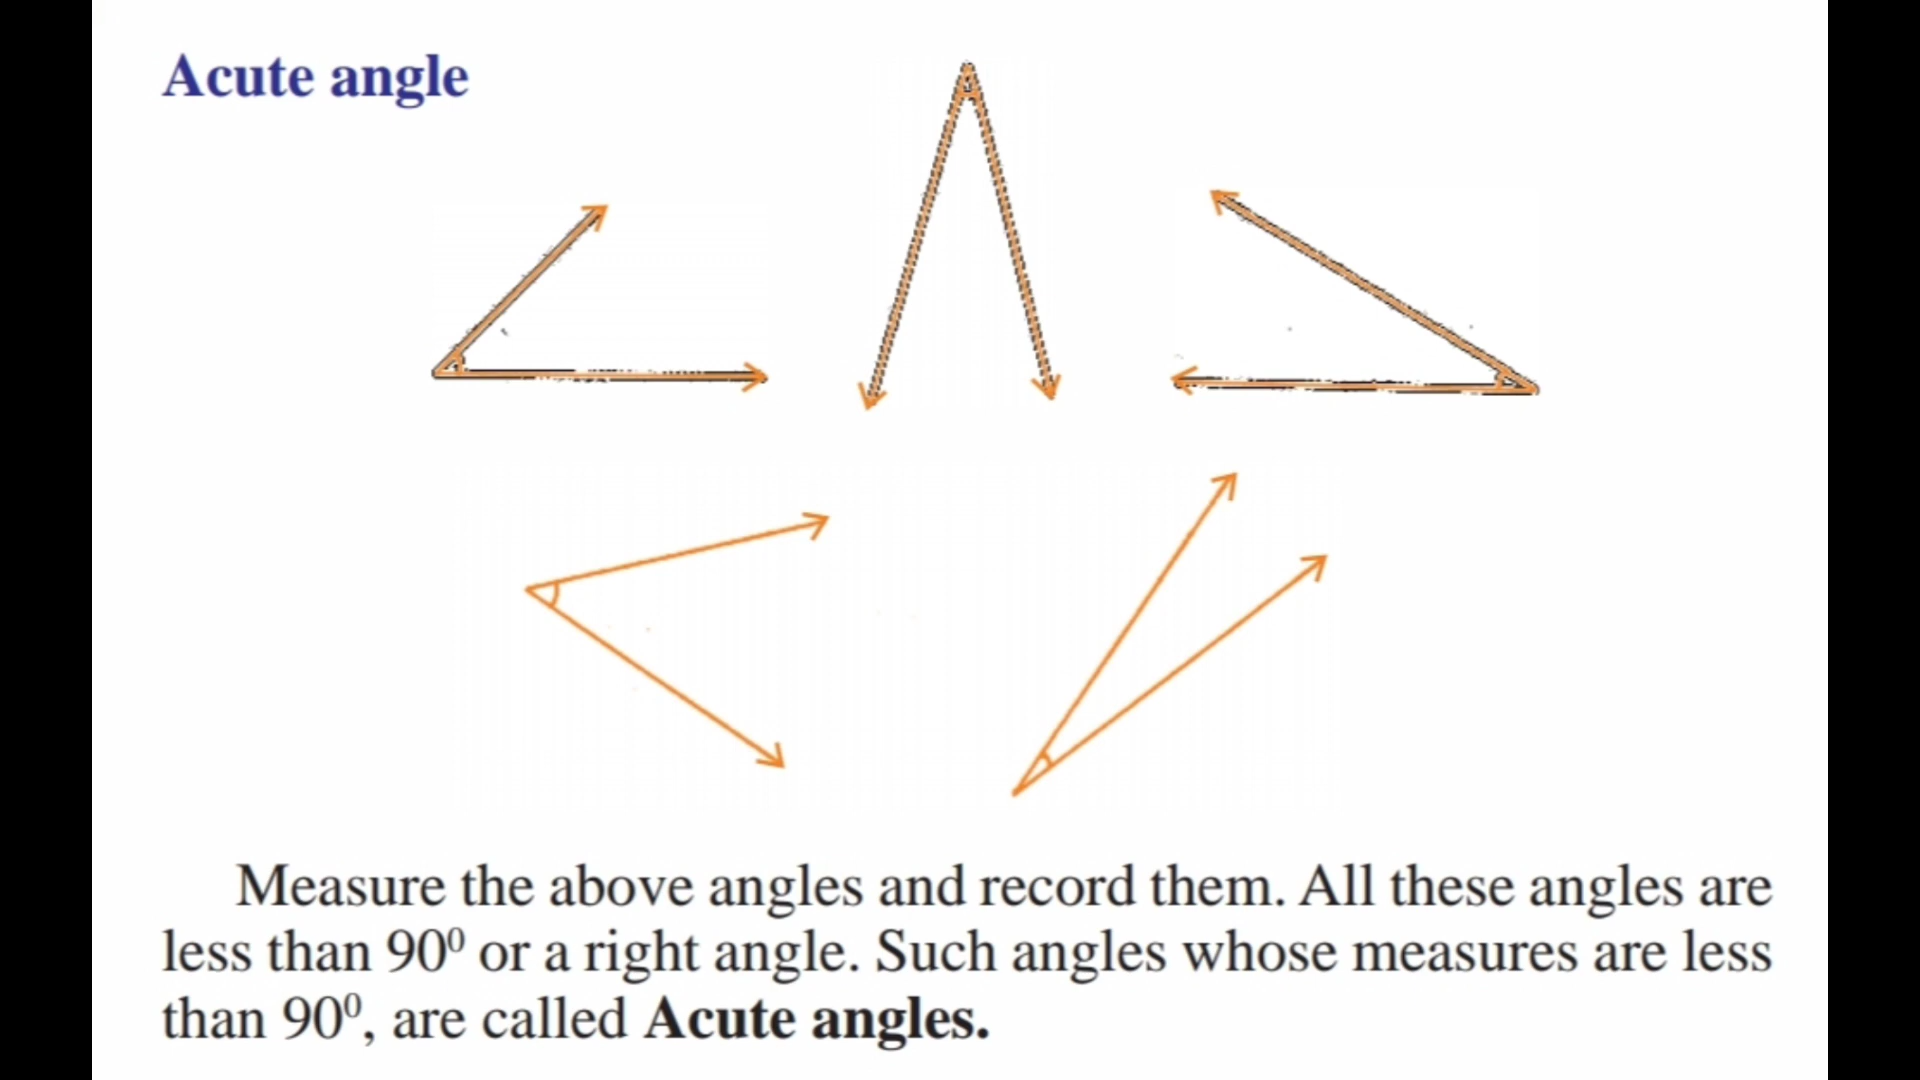 Acute angle
Measure the above angles and record them. All these angles are
less than 90⁰ or a right angle. Such angles whose measures are less
than 90⁰, are called Acute angles.